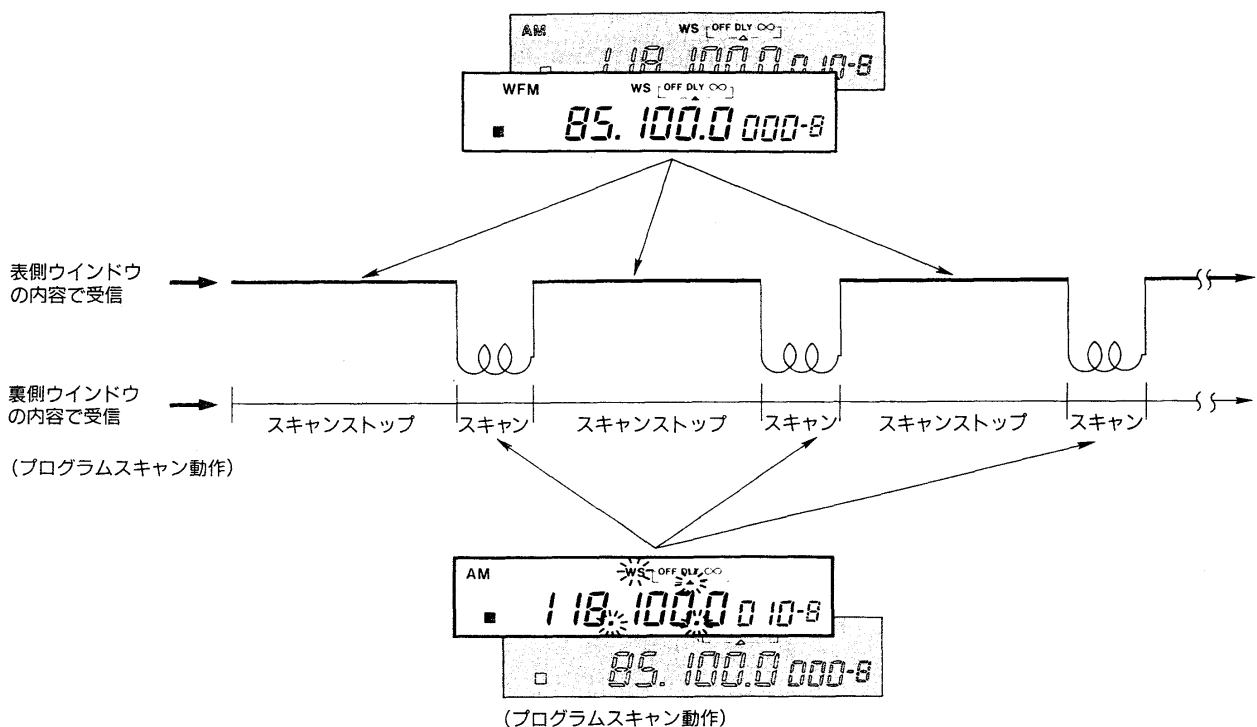 AM WS OFF DLY ∞
118.100.0 010-8
WFM WS OFF DLY ∞
85.100.0 000-8
表側ウインドウ
の内容で受信
裏側ウインドウ
の内容で受信
スキャンストップ スキャン スキャンストップ スキャン スキャンストップ スキャン
(プログラムスキャン動作)
AM WS OFF DLY ∞
118.100.0 010-8
85.100.0 000-8
(プログラムスキャン動作)